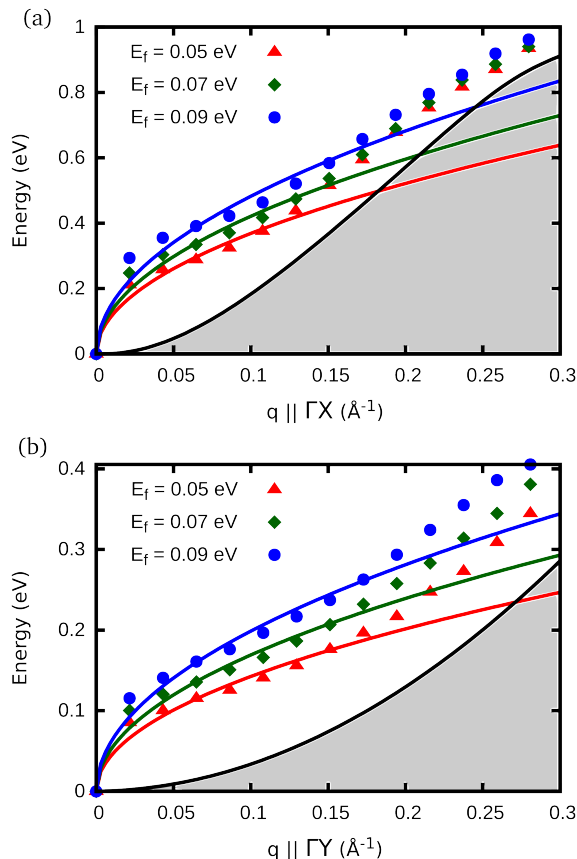 (a)
1
0.8
0.6
0.4
0.2
0
Energy (eV)
E_f = 0.05 eV
E_f = 0.07 eV
E_f = 0.09 eV
0 0.05 0.1 0.15 0.2 0.25 0.3
q || ΓX (Å⁻¹)
(b)
0.4
0.3
0.2
0.1
0
Energy (eV)
E_f = 0.05 eV
E_f = 0.07 eV
E_f = 0.09 eV
0 0.05 0.1 0.15 0.2 0.25 0.3
q || ΓY (Å⁻¹)